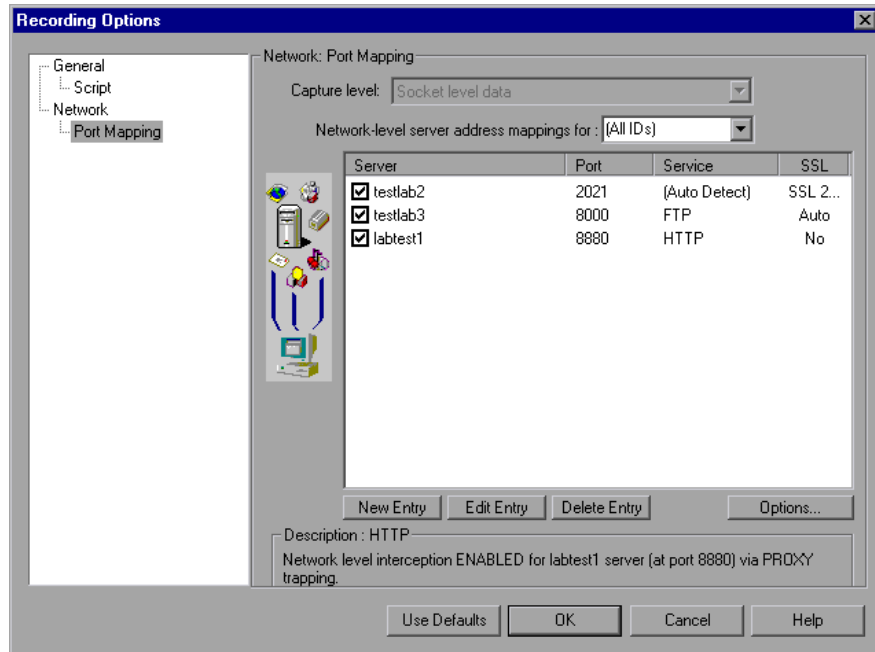 Recording Options
General
Script
Network
Port Mapping
Network: Port Mapping
Capture level: Socket level data
Network-level server address mappings for : (All IDs)
Server Port Service SSL
testlab2 2021 (Auto Detect) SSL 2...
testlab3 8000 FTP Auto
labtest1 8880 HTTP No
New Entry Edit Entry Delete Entry Options...
Description : HTTP
Network level interception ENABLED for labtest1 server (at port 8880) via PROXY
trapping.
Use Defaults OK Cancel Help